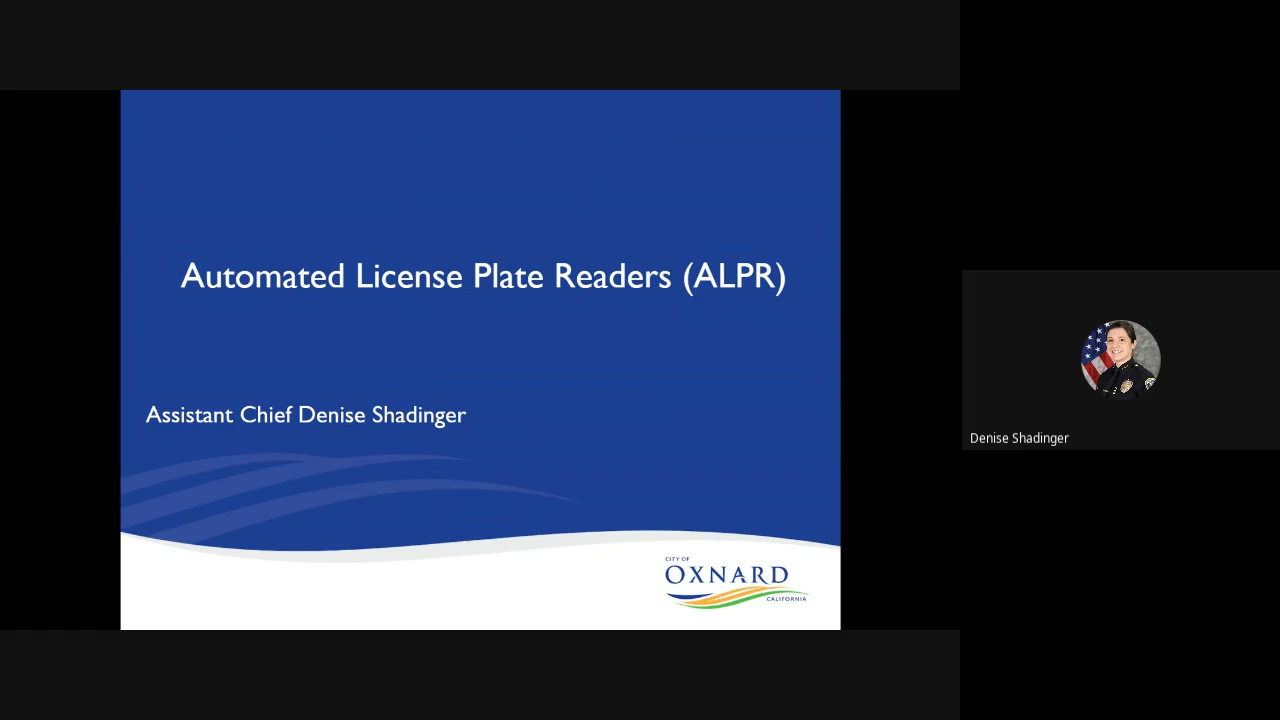 Automated License Plate Readers (ALPR)
Assistant Chief Denise Shadinger
CITY OF
OXNARD
CALIFORNIA
Denise Shadinger